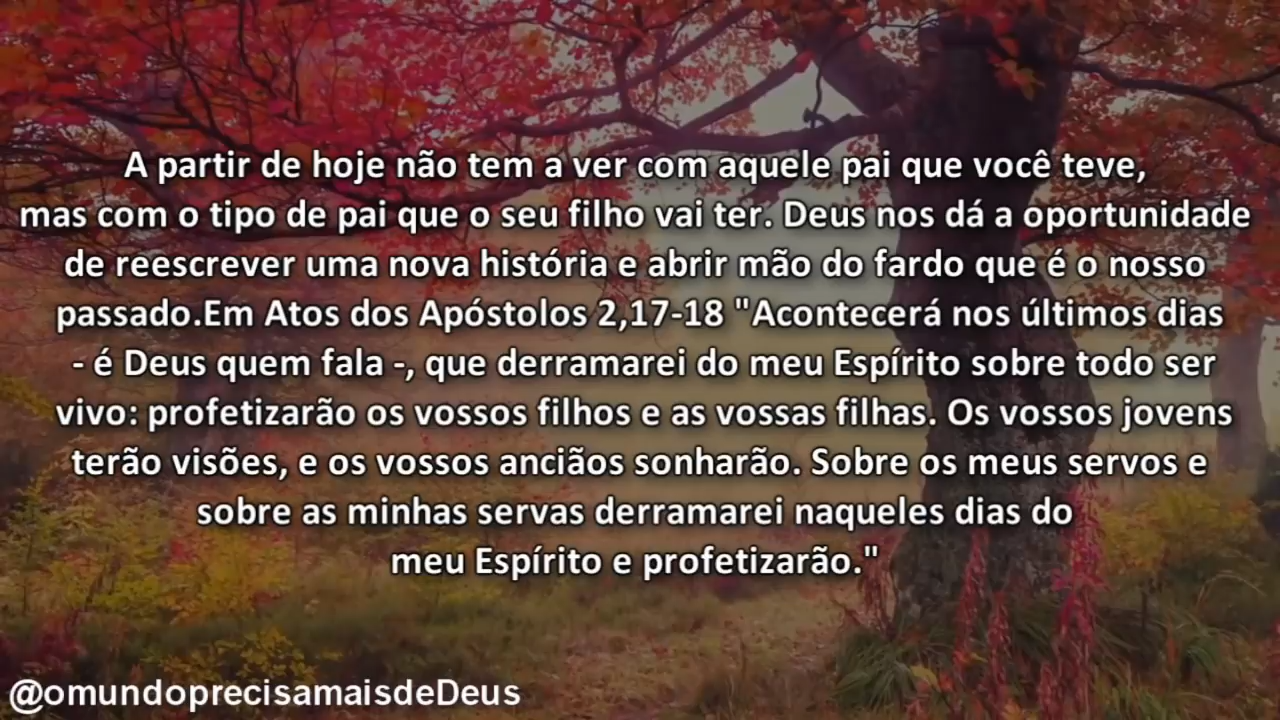 A partir de hoje não tem a ver com aquele pai que você teve,
mas com o tipo de pai que o seu filho vai ter. Deus nos dá a oportunidade
de reescrever uma nova história e abrir mão do fardo que é o nosso
passado.Em Atos dos Apóstolos 2,17-18 "Acontecerá nos últimos dias
- é Deus quem fala -, que derramarei do meu Espírito sobre todo ser
vivo: profetizarão os vossos filhos e as vossas filhas. Os vossos jovens
terão visões, e os vossos anciãos sonharão. Sobre os meus servos e
sobre as minhas servas derramarei naqueles dias do
meu Espírito e profetizarão."
@omundoprecisamaisdeDeus